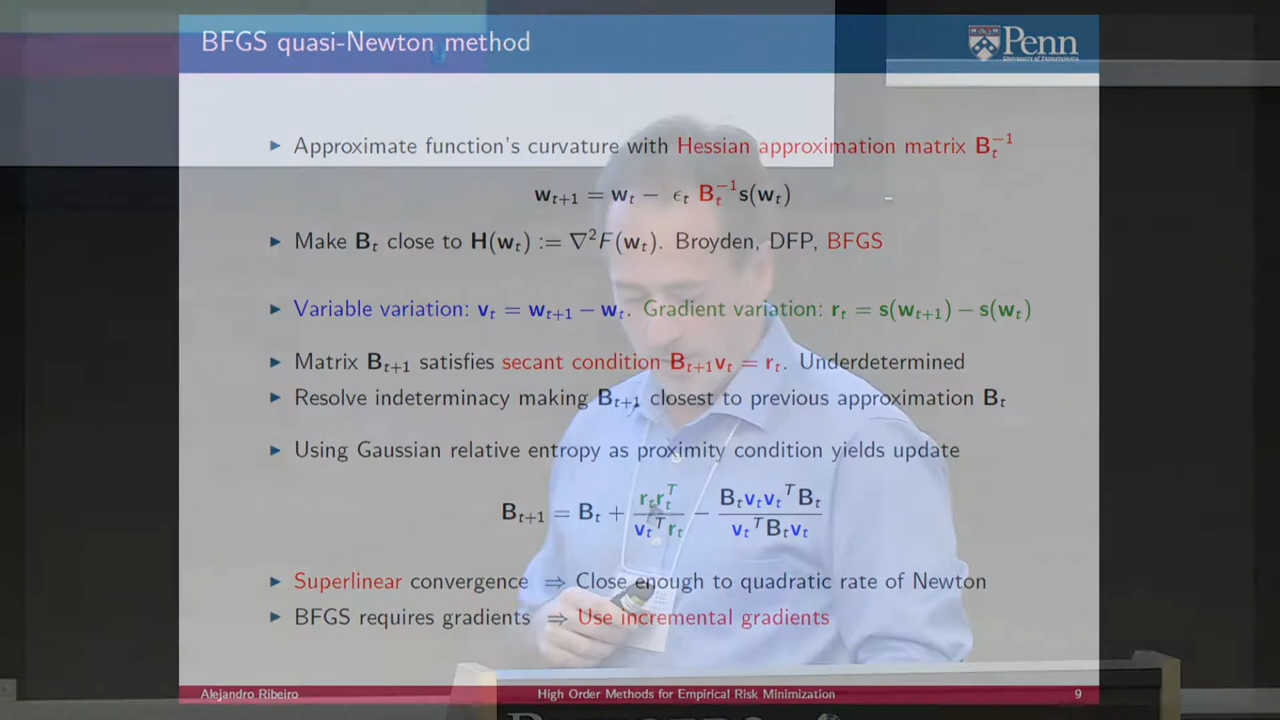 BFGS quasi-Newton method
Penn
UNIVERSITY of PENNSYLVANIA
▶ Approximate function's curvature with Hessian approximation matrix B_t^{-1}
w_{t+1} = w_t − ϵ_t B_t^{-1} s(w_t)
▶ Make B_t close to H(w_t) := ∇²F(w_t). Broyden, DFP, BFGS
▶ Variable variation: v_t = w_{t+1} − w_t. Gradient variation: r_t = s(w_{t+1}) − s(w_t)
▶ Matrix B_{t+1} satisfies secant condition B_{t+1}v_t = r_t. Underdetermined
▶ Resolve indeterminacy making B_{t+1} closest to previous approximation B_t
▶ Using Gaussian relative entropy as proximity condition yields update
B_{t+1} = B_t + \frac{r_t r_t^T}{v_t^T r_t} − \frac{B_t v_t v_t^T B_t}{v_t^T B_t v_t}
▶ Superlinear convergence ⇒ Close enough to quadratic rate of Newton
▶ BFGS requires gradients ⇒ Use incremental gradients
Alejandro Ribeiro High Order Methods for Empirical Risk Minimization 9